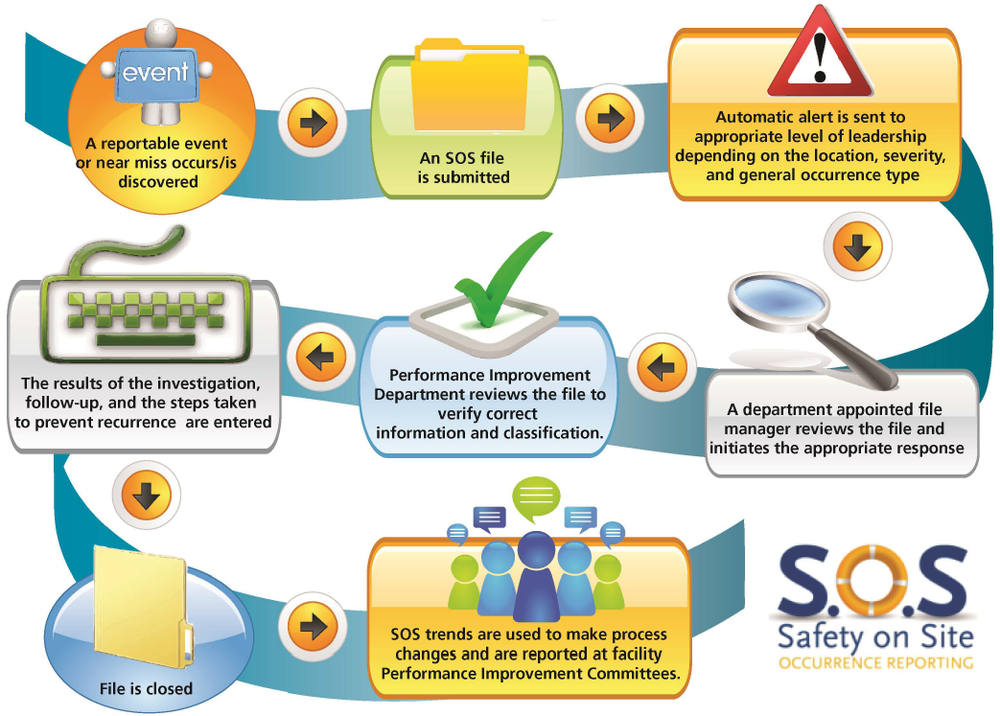 event
A reportable event
or near miss occurs/is
discovered
An SOS file
is submitted
Automatic alert is sent to
appropriate level of leadership
depending on the location, severity,
and general occurrence type
A department appointed file
manager reviews the file and
initiates the appropriate response
Performance Improvement
Department reviews the file to
verify correct
information and classification.
The results of the investigation,
follow-up, and the steps taken
to prevent recurrence are entered
File is closed
SOS trends are used to make process
changes and are reported at facility
Performance Improvement Committees.
S.O.S
Safety on Site
OCCURRENCE REPORTING